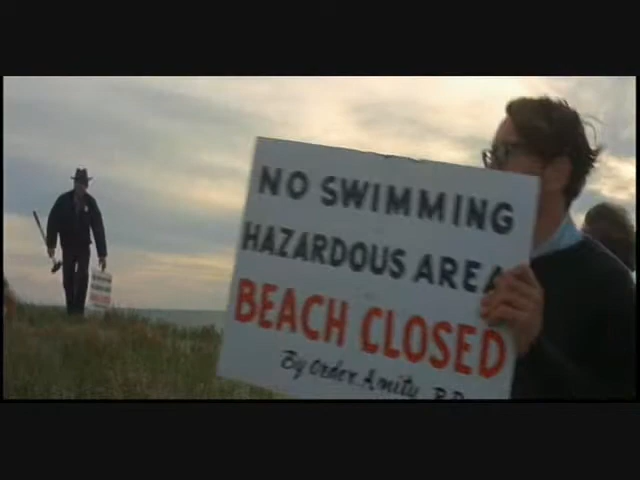 NO SWIMMING
HAZARDOUS AREA
BEACH CLOSED
By Order Amity P.D.